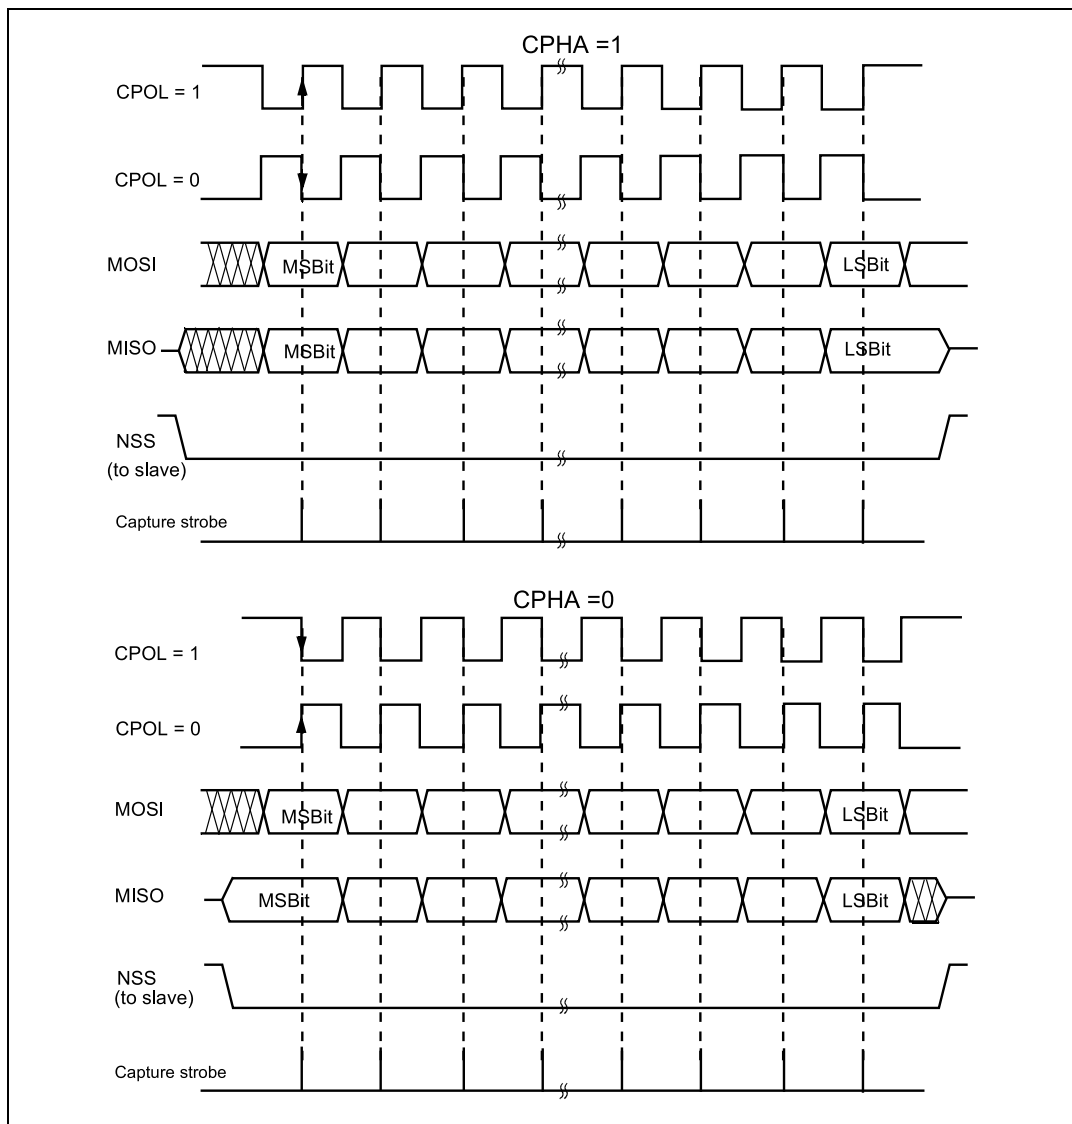 CPHA =1
CPOL = 1
CPOL = 0
MOSI
MSBit
LSBit
MISO
MSBit
LSBit
NSS
(to slave)
Capture strobe
CPHA =0
CPOL = 1
CPOL = 0
MOSI
MSBit
LSBit
MISO
MSBit
LSBit
NSS
(to slave)
Capture strobe